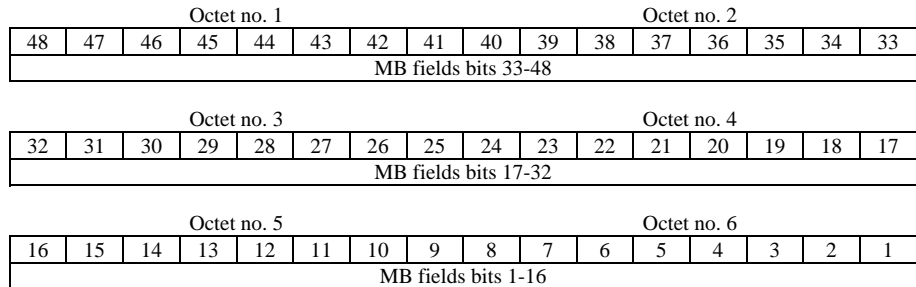 Octet no. 1 Octet no. 2
48 47 46 45 44 43 42 41 40 39 38 37 36 35 34 33
MB fields bits 33-48
Octet no. 3 Octet no. 4
32 31 30 29 28 27 26 25 24 23 22 21 20 19 18 17
MB fields bits 17-32
Octet no. 5 Octet no. 6
16 15 14 13 12 11 10 9 8 7 6 5 4 3 2 1
MB fields bits 1-16